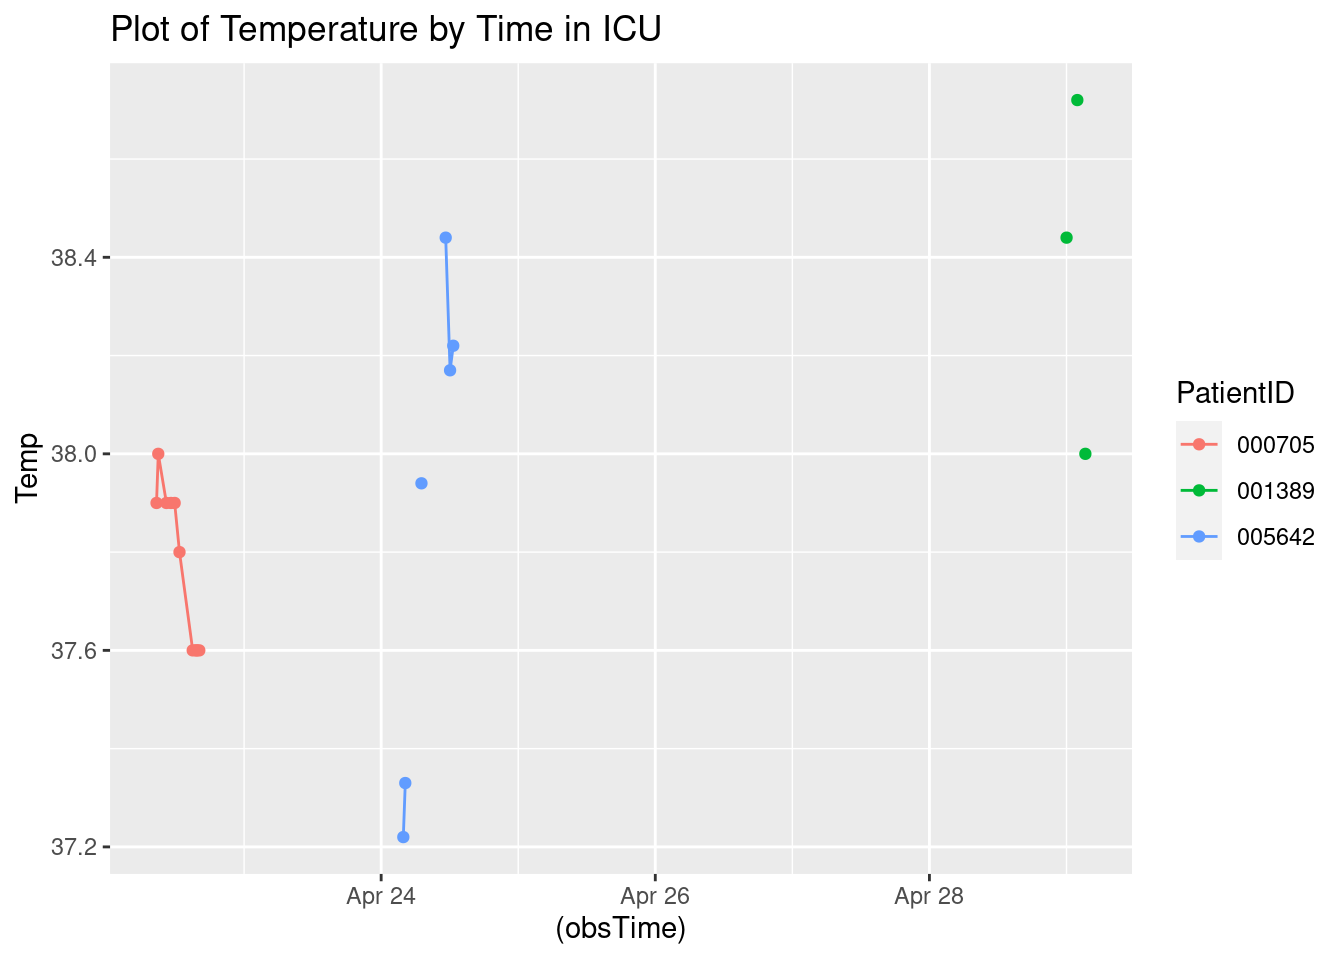 Plot of Temperature by Time in ICU
38.4
38.0
37.6
37.2
Temp
Apr 24
Apr 26
Apr 28
(obsTime)
PatientID
000705
001389
005642